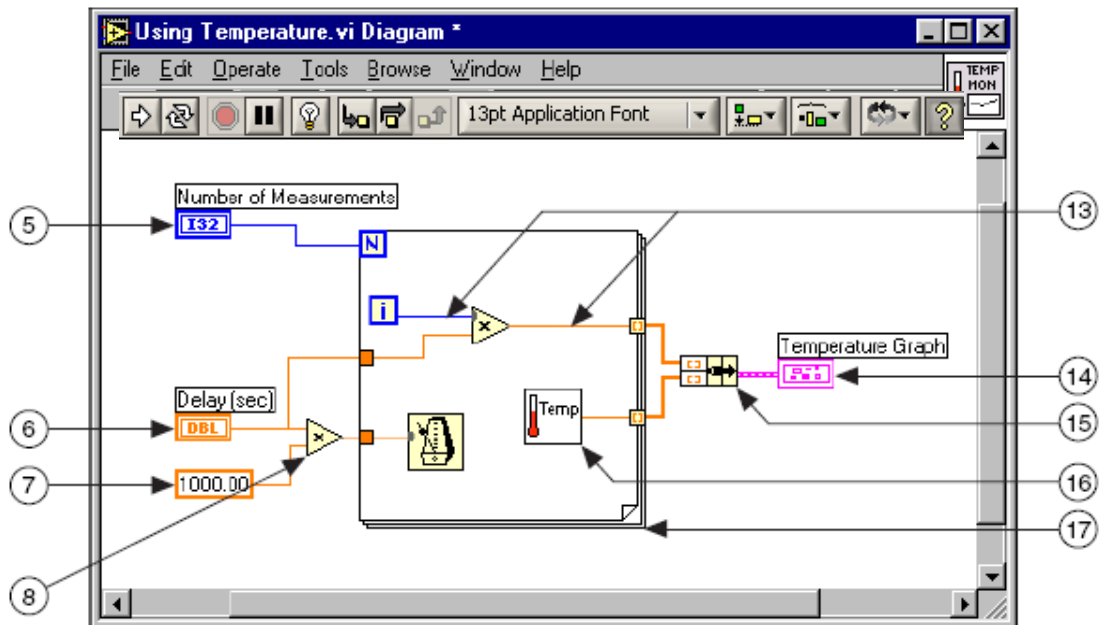 Using Temperature.vi Diagram *
File Edit Operate Tools Browse Window Help
TEMP
MON
13pt Application Font
?
Number of Measurements
5
I32
N
13
i
×
Temperature Graph
14
Delay (sec)
Temp
15
6
DBL
×
7
1000.00
16
17
8